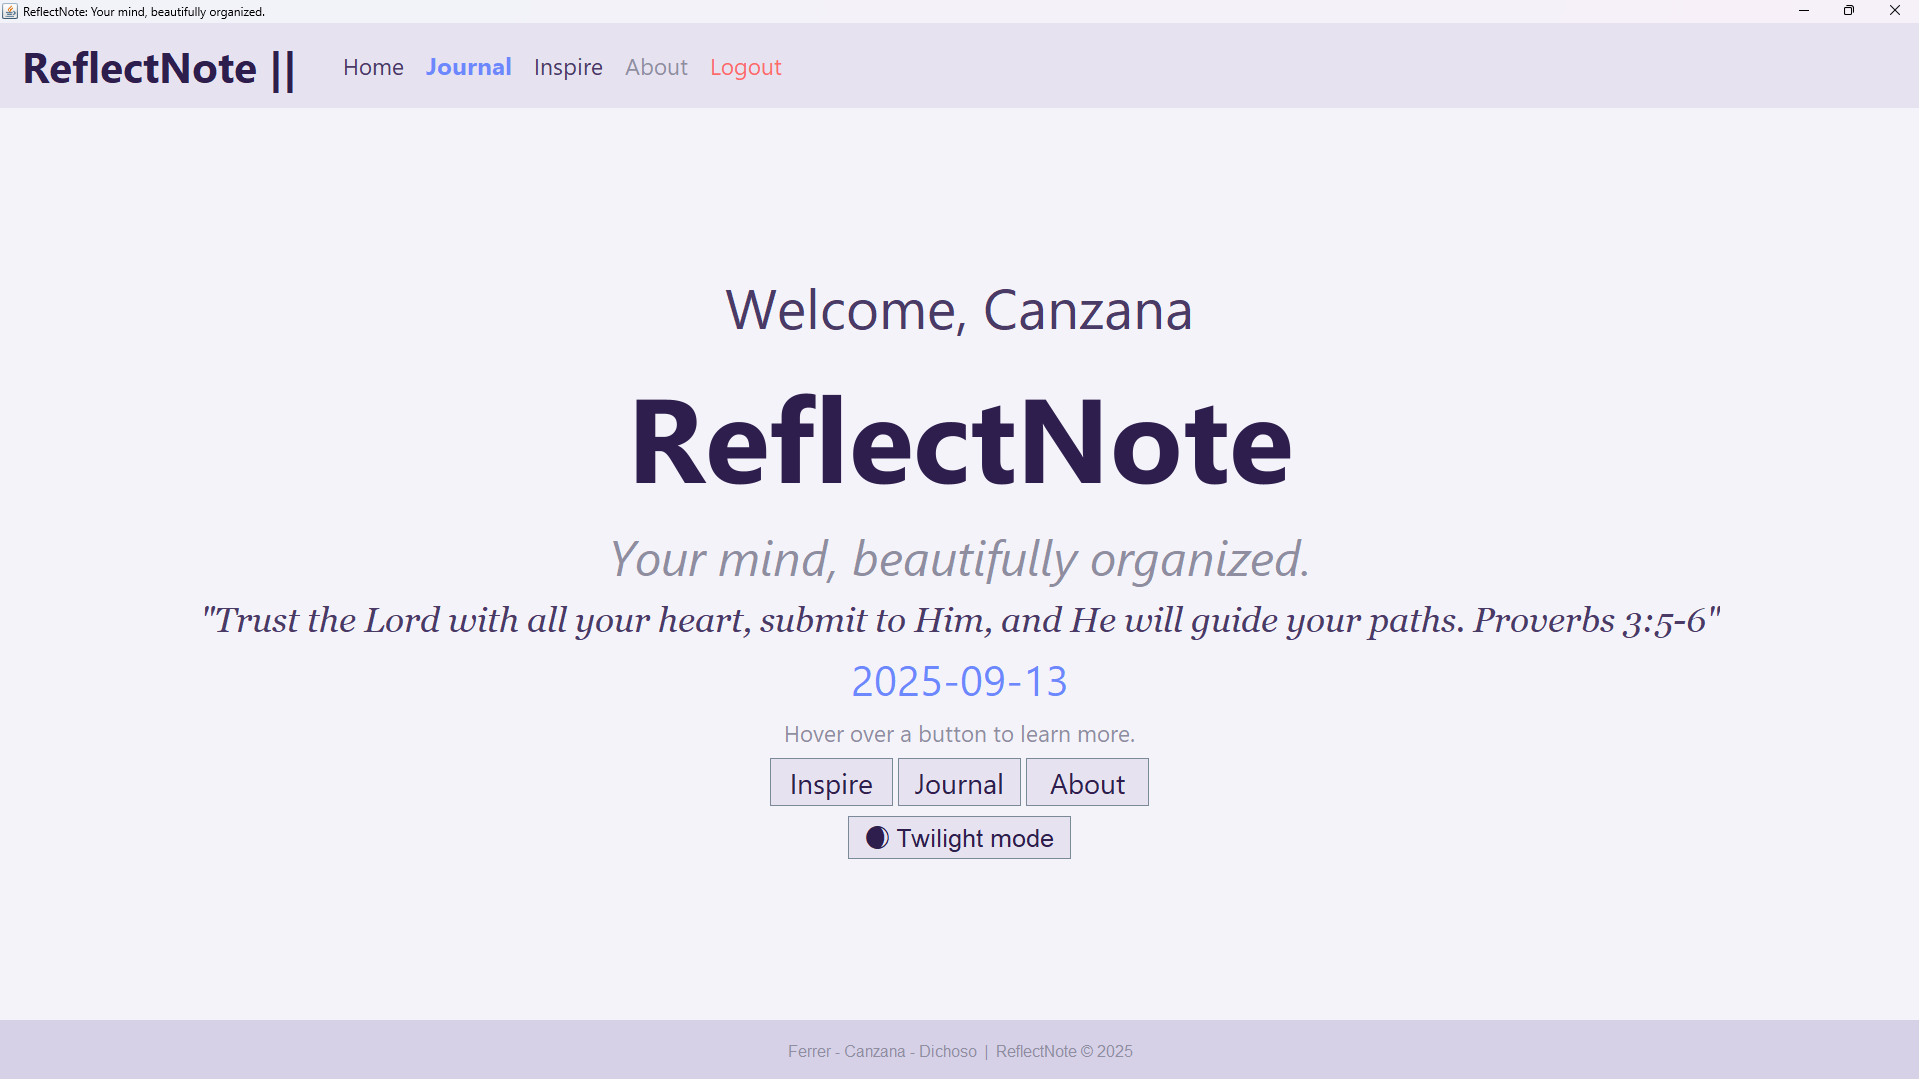 ReflectNote: Your mind, beautifully organized.
ReflectNote || Home Journal Inspire About Logout
Welcome, Canzana
ReflectNote
Your mind, beautifully organized.
"Trust the Lord with all your heart, submit to Him, and He will guide your paths. Proverbs 3:5-6"
2025-09-13
Hover over a button to learn more.
Inspire Journal About
Twilight mode
Ferrer - Canzana - Dichoso | ReflectNote © 2025